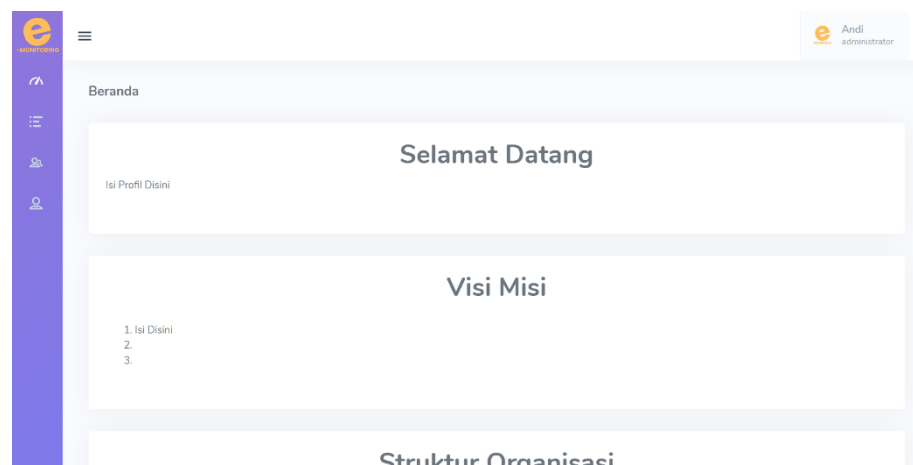 e
-MONITORING
Andi
administrator
Beranda
Selamat Datang
Isi Profil Disini
Visi Misi
1. Isi Disini
2.
3.
Struktur Organisasi